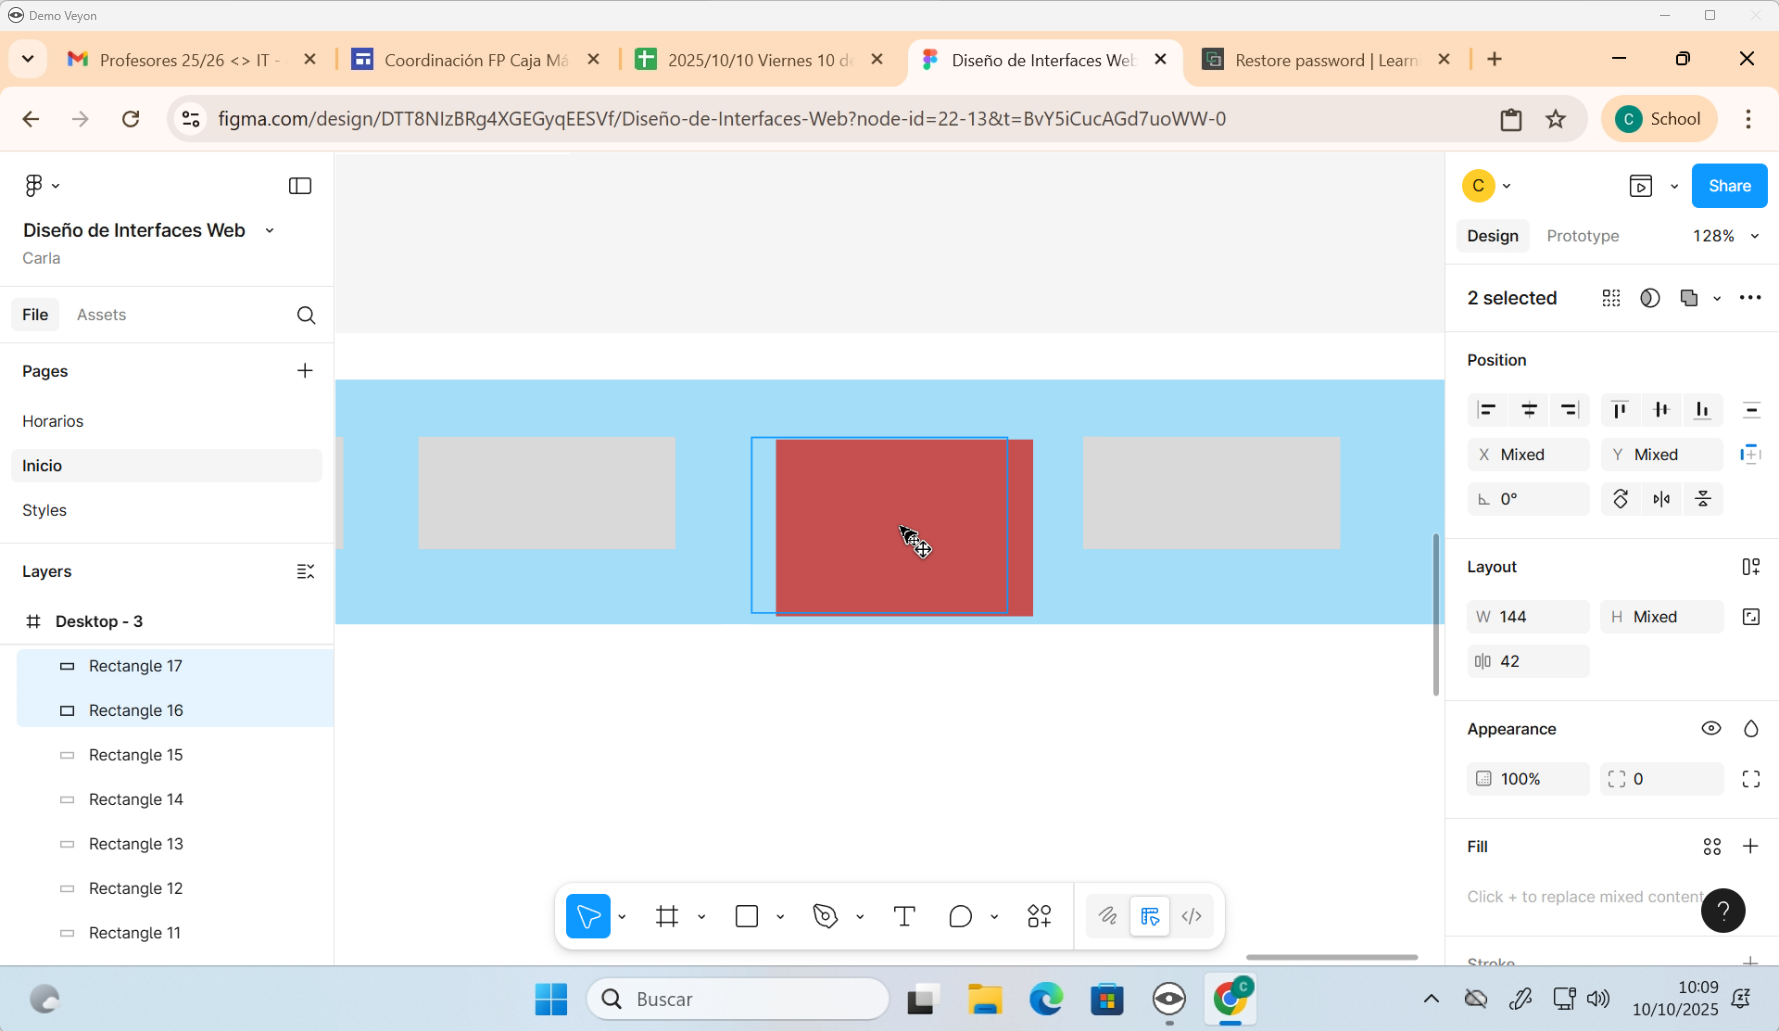 Demo Veyon
Profesores 25/26 <> IT -
Coordinación FP Caja Má
2025/10/10 Viernes 10 d
Diseño de Interfaces Web
Restore password | Learn
figma.com/design/DTT8NIzBRg4XGEGyqEESVf/Diseño-de-Interfaces-Web?node-id=22-13&t=BvY5iCucAGd7uoWW-0
C School
Diseño de Interfaces Web
Carla
File Assets
Pages
Horarios
Inicio
Styles
Layers
Desktop - 3
Rectangle 17
Rectangle 16
Rectangle 15
Rectangle 14
Rectangle 13
Rectangle 12
Rectangle 11
C
Share
Design Prototype 128%
2 selected
Position
X Mixed Y Mixed
0°
Layout
W 144 H Mixed
42
Appearance
100% 0
Fill
Click + to replace mixed content
?
Stroke
Buscar
C
10:09
10/10/2025